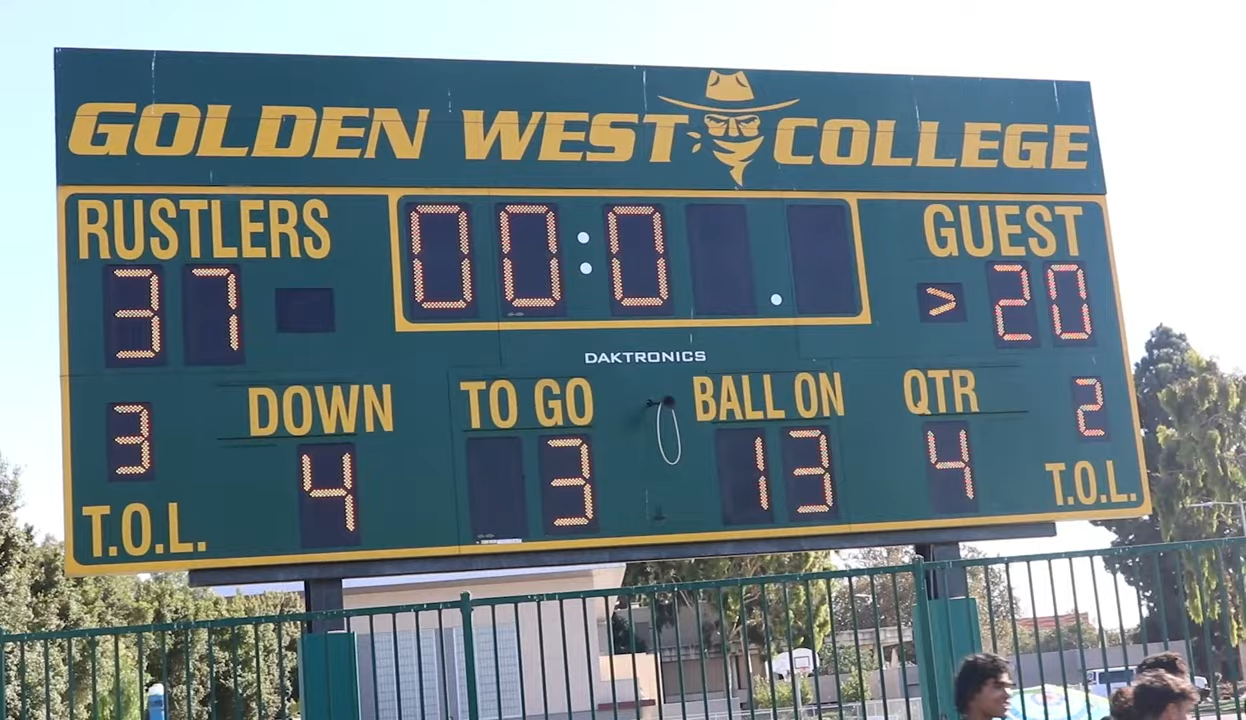 GOLDEN WEST COLLEGE
RUSTLERS 00:0 . GUEST
37 > 20
DAKTRONICS
DOWN TO GO BALL ON QTR
3 4 3 13 4 2
T.O.L. T.O.L.